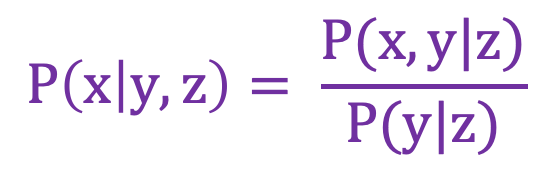 P(x|y, z) = P(x, y|z) / P(y|z)